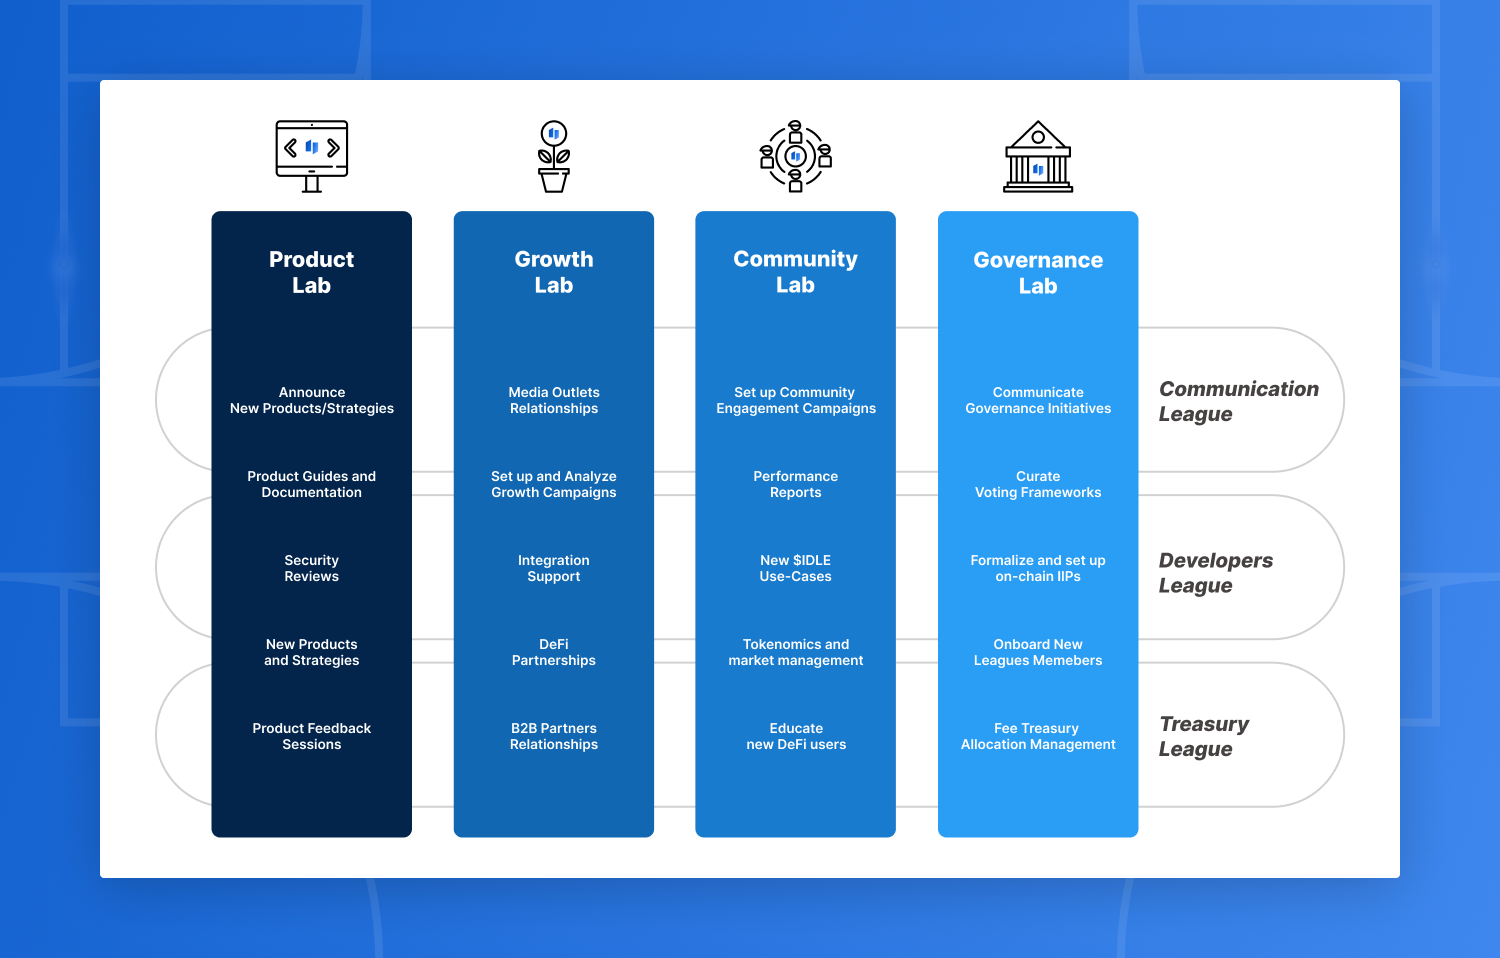 Product
Lab
Announce
New Products/Strategies
Product Guides and
Documentation
Security
Reviews
New Products
and Strategies
Product Feedback
Sessions
Growth
Lab
Media Outlets
Relationships
Set up and Analyze
Growth Campaigns
Integration
Support
DeFi
Partnerships
B2B Partners
Relationships
Community
Lab
Set up Community
Engagement Campaigns
Performance
Reports
New $IDLE
Use-Cases
Tokenomics and
market management
Educate
new DeFi users
Governance
Lab
Communicate
Governance Initiatives
Curate
Voting Frameworks
Formalize and set up
on-chain IIPs
Onboard New
Leagues Memebers
Fee Treasury
Allocation Management
Communication
League
Developers
League
Treasury
League